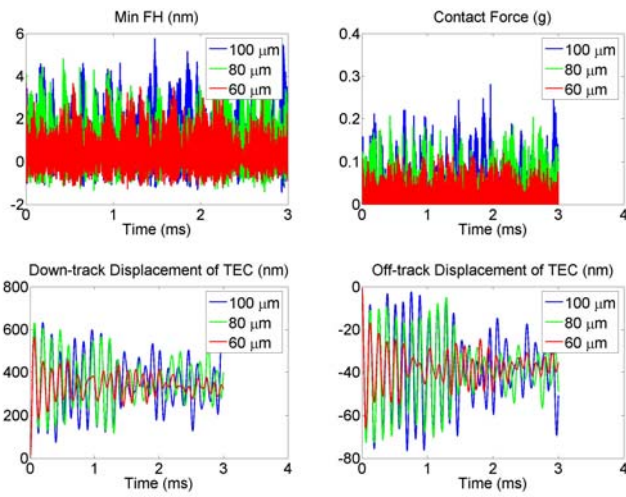 Min FH (nm)
6
4
2
0
-2
0
1
2
3
Time (ms)
100 μm
80 μm
60 μm
Contact Force (g)
0.4
0.3
0.2
0.1
0
0
1
2
3
4
Time (ms)
100 μm
80 μm
60 μm
Down-track Displacement of TEC (nm)
800
600
400
200
0
0
1
2
3
4
Time (ms)
100 μm
80 μm
60 μm
Off-track Displacement of TEC (nm)
0
-20
-40
-60
-80
0
1
2
3
4
Time (ms)
100 μm
80 μm
60 μm